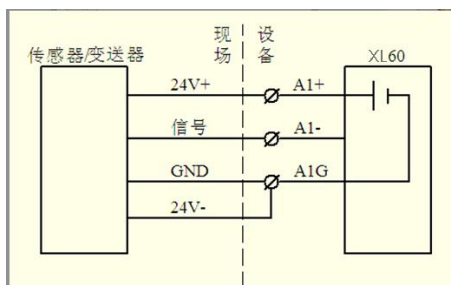 现场 设备
传感器/变送器 XL60
24V+ A1+
信号 A1-
GND A1G
24V-